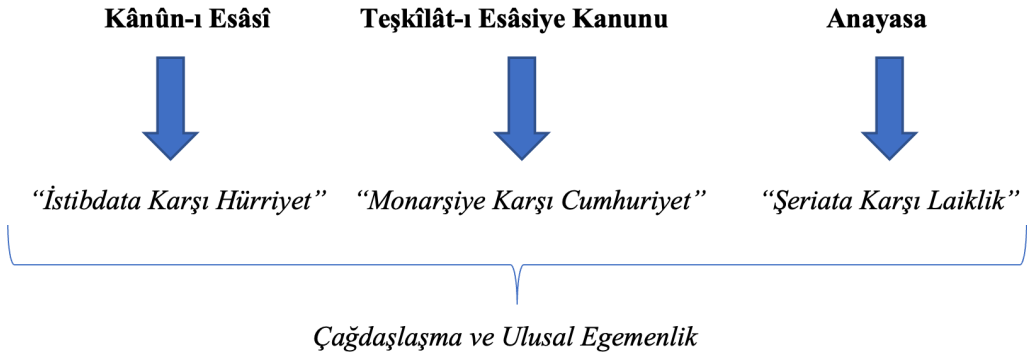 Kânûn-ı Esâsî Teşkîlât-ı Esâsiye Kanunu Anayasa
“İstibdata Karşı Hürriyet” “Monarşiye Karşı Cumhuriyet” “Şeriata Karşı Laiklik”
Çağdaşlaşma ve Ulusal Egemenlik